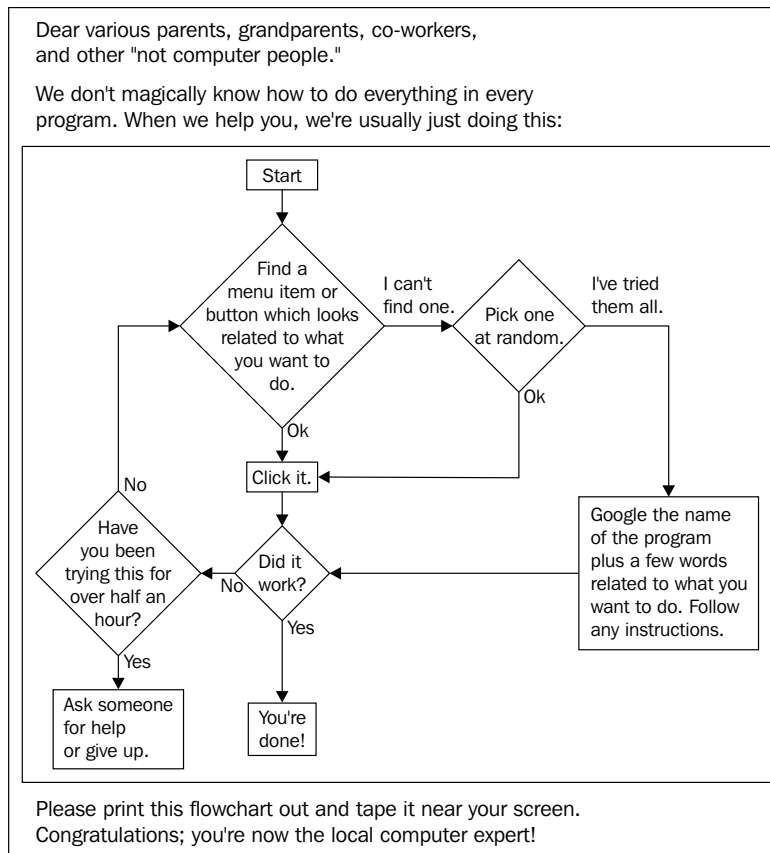 Dear various parents, grandparents, co-workers,
and other "not computer people."
We don't magically know how to do everything in every
program. When we help you, we're usually just doing this:
Start
Find a
menu item or
button which looks
related to what
you want to
do.
I can't
find one.
Pick one
at random.
I've tried
them all.
Ok
Ok
Click it.
No
Have
you been
trying this for
over half an
hour?
No
Did it
work?
Google the name
of the program
plus a few words
related to what you
want to do. Follow
any instructions.
Yes
Yes
Ask someone
for help
or give up.
You're
done!
Please print this flowchart out and tape it near your screen.
Congratulations; you're now the local computer expert!